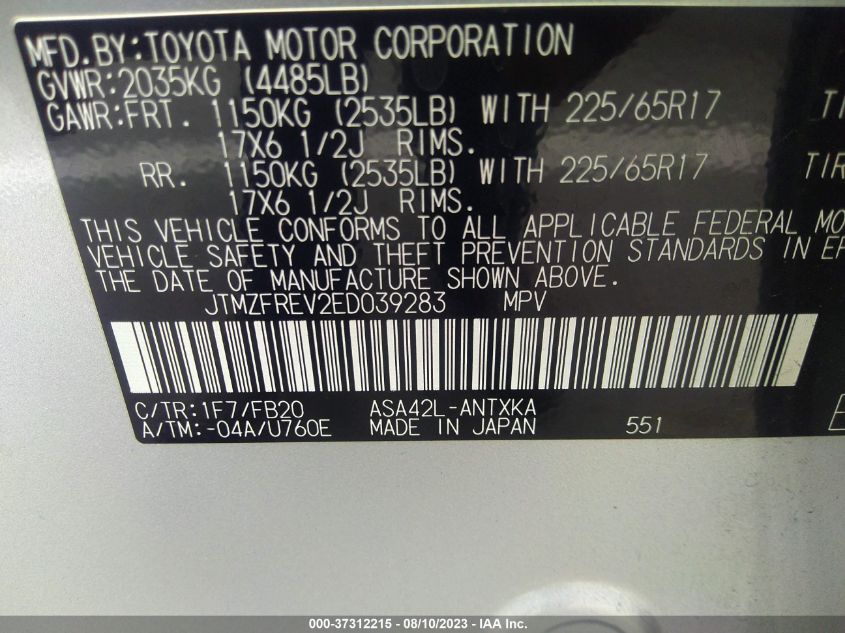 MFD.BY:TOYOTA MOTOR CORPORATION
GVWR:2035KG (4485LB)
GAWR:FRT. 1150KG (2535LB) WITH 225/65R17
17X6 1/2J RIMS.
RR. 1150KG (2535LB) WITH 225/65R17
17X6 1/2J RIMS.
THIS VEHICLE CONFORMS TO ALL APPLICABLE FEDERAL
VEHICLE SAFETY AND THEFT PREVENTION STANDARDS IN
THE DATE OF MANUFACTURE SHOWN ABOVE.
JTMZFREV2ED039283 MPV
C/TR:1F7/FB20 ASA42L-ANTXKA
A/TM:-04A/U760E MADE IN JAPAN 551
000-37312215 - 08/10/2023 - IAA Inc.